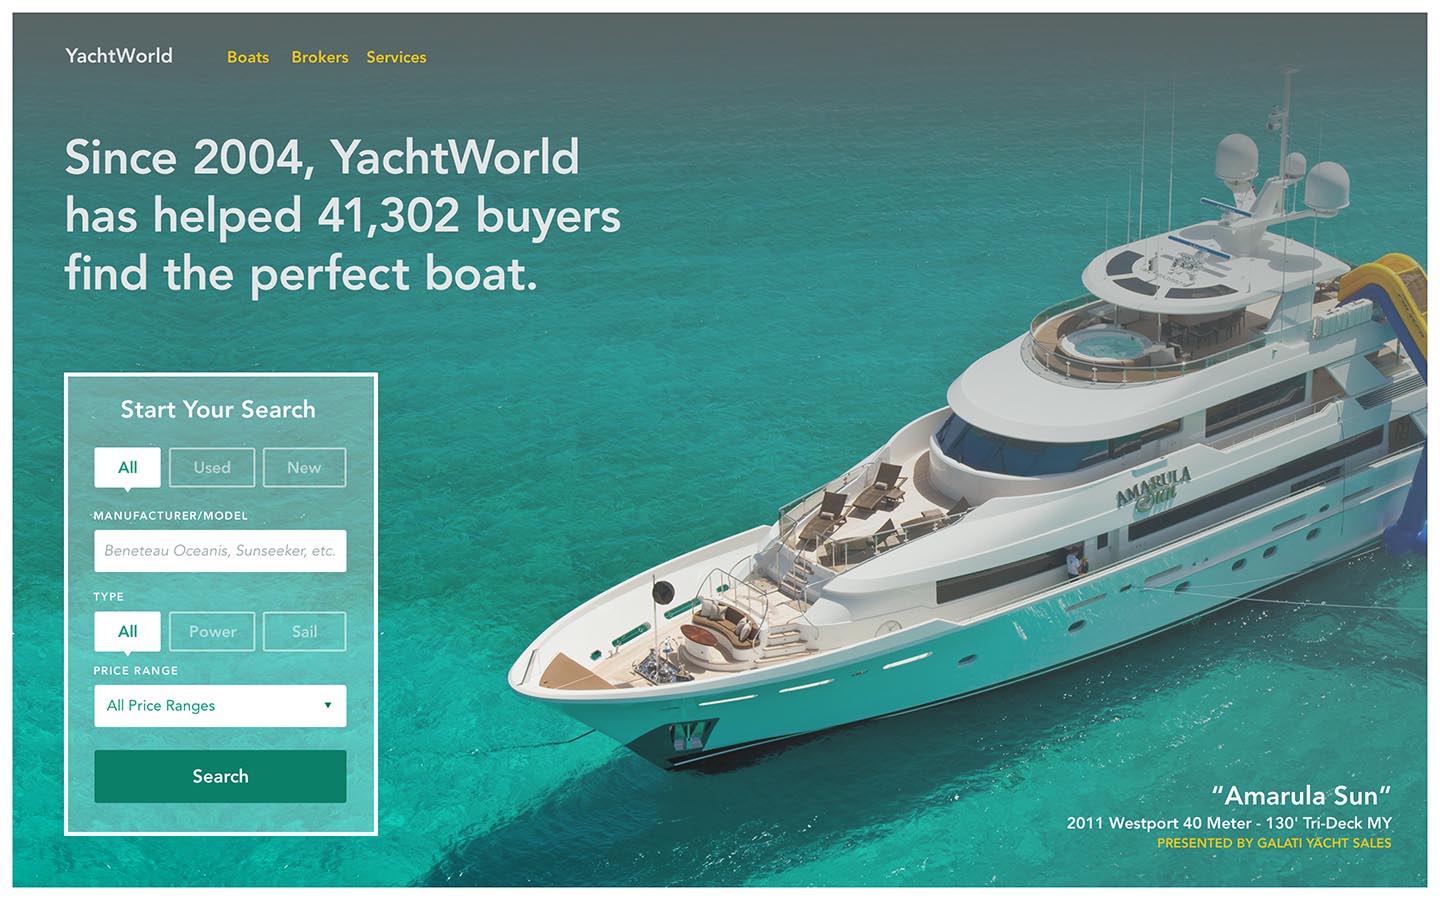 YachtWorld
Boats Brokers Services
Since 2004, YachtWorld
has helped 41,302 buyers
find the perfect boat.
Start Your Search
All Used New
MANUFACTURER/MODEL
Beneteau Oceanis, Sunseeker, etc.
TYPE
All Power Sail
PRICE RANGE
All Price Ranges
Search
AMARULA
Sun
“Amarula Sun”
2011 Westport 40 Meter - 130' Tri-Deck MY
PRESENTED BY GALATI YACHT SALES